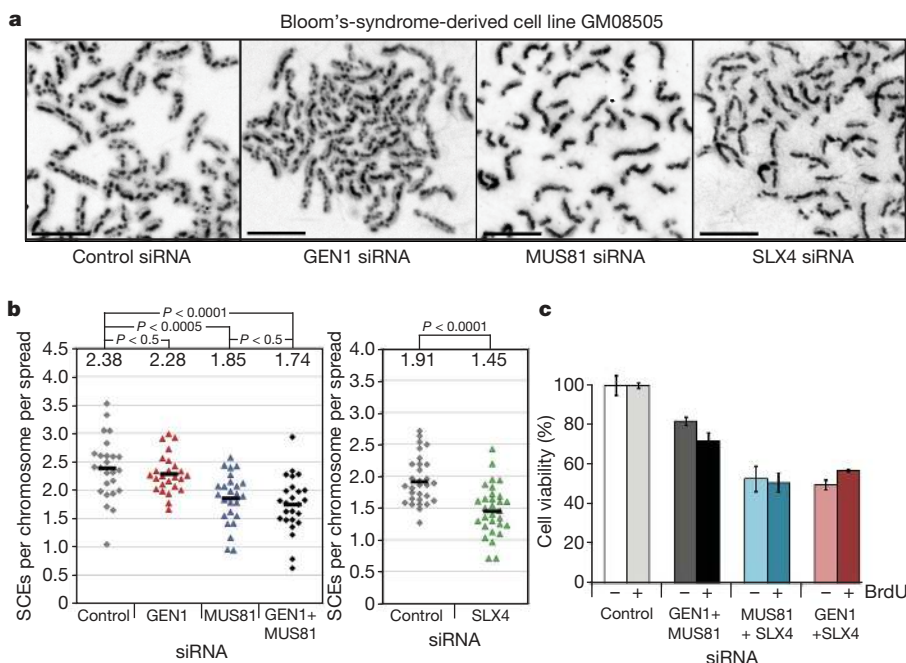 a
Bloom's-syndrome-derived cell line GM08505
Control siRNA GEN1 siRNA MUS81 siRNA SLX4 siRNA
b
P < 0.0001
P < 0.0005
P < 0.5 P < 0.5
SCEs per chromosome per spread
4.5
4.0
3.5
3.0
2.5
2.0
1.5
1.0
0.5
0
2.38 2.28 1.85 1.74
Control GEN1 MUS81 GEN1+
MUS81
siRNA
P < 0.0001
SCEs per chromosome per spread
4.0
3.5
3.0
2.5
2.0
1.5
1.0
0.5
0
1.91 1.45
Control SLX4
siRNA
c
Cell viability (%)
100
80
60
40
20
0
− + − + − + − + BrdU
Control GEN1+ MUS81 GEN1
MUS81 + SLX4 +SLX4
siRNA